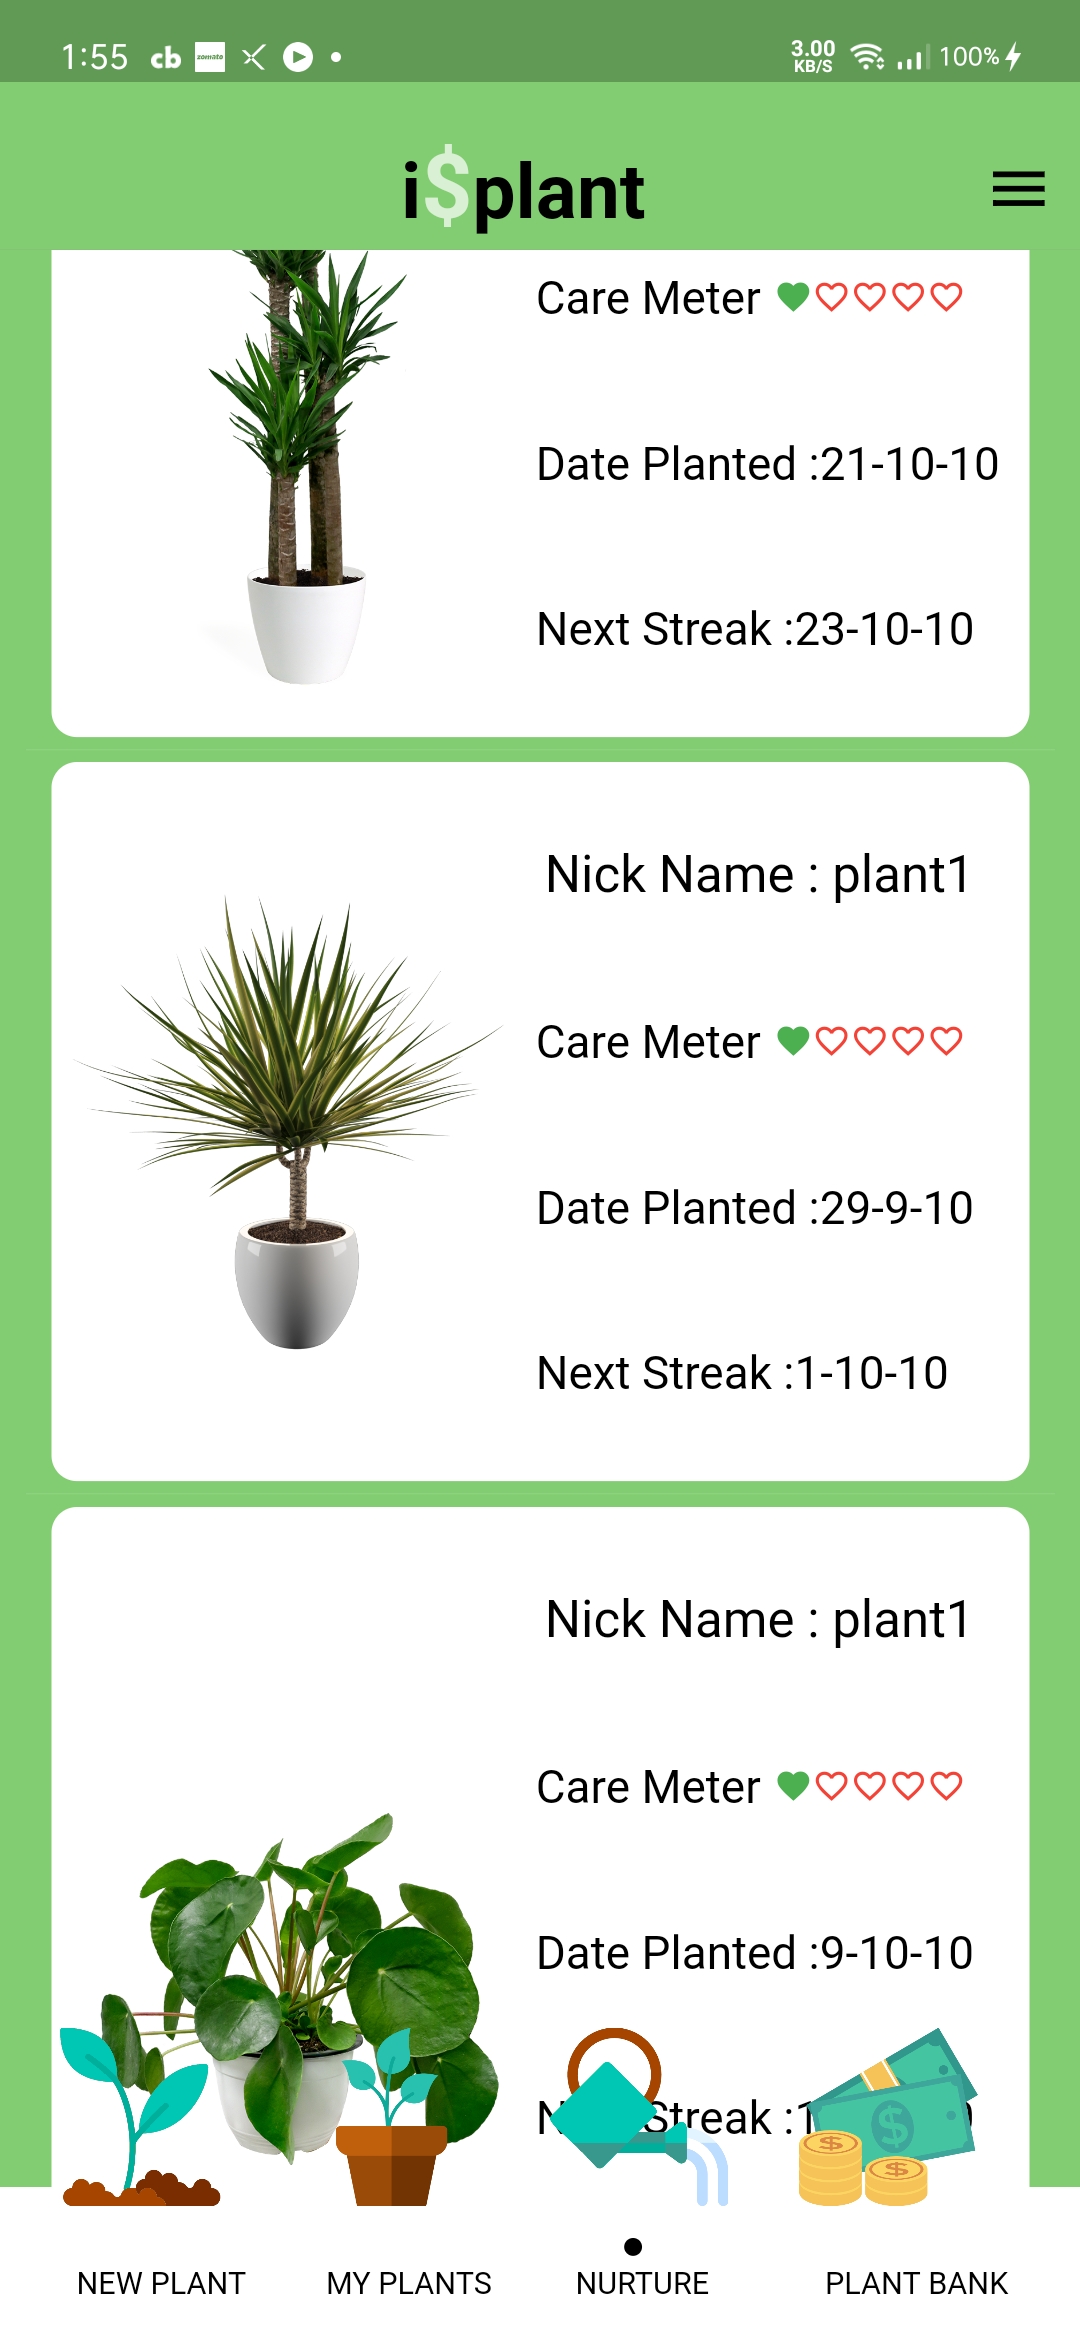 1:55 cb zomato 3.00 KB/S 100%
i$plant
Care Meter
Date Planted :21-10-10
Next Streak :23-10-10
Nick Name : plant1
Care Meter
Date Planted :29-9-10
Next Streak :1-10-10
Nick Name : plant1
Care Meter
Date Planted :9-10-10
Streak :1
NEW PLANT MY PLANTS NURTURE PLANT BANK